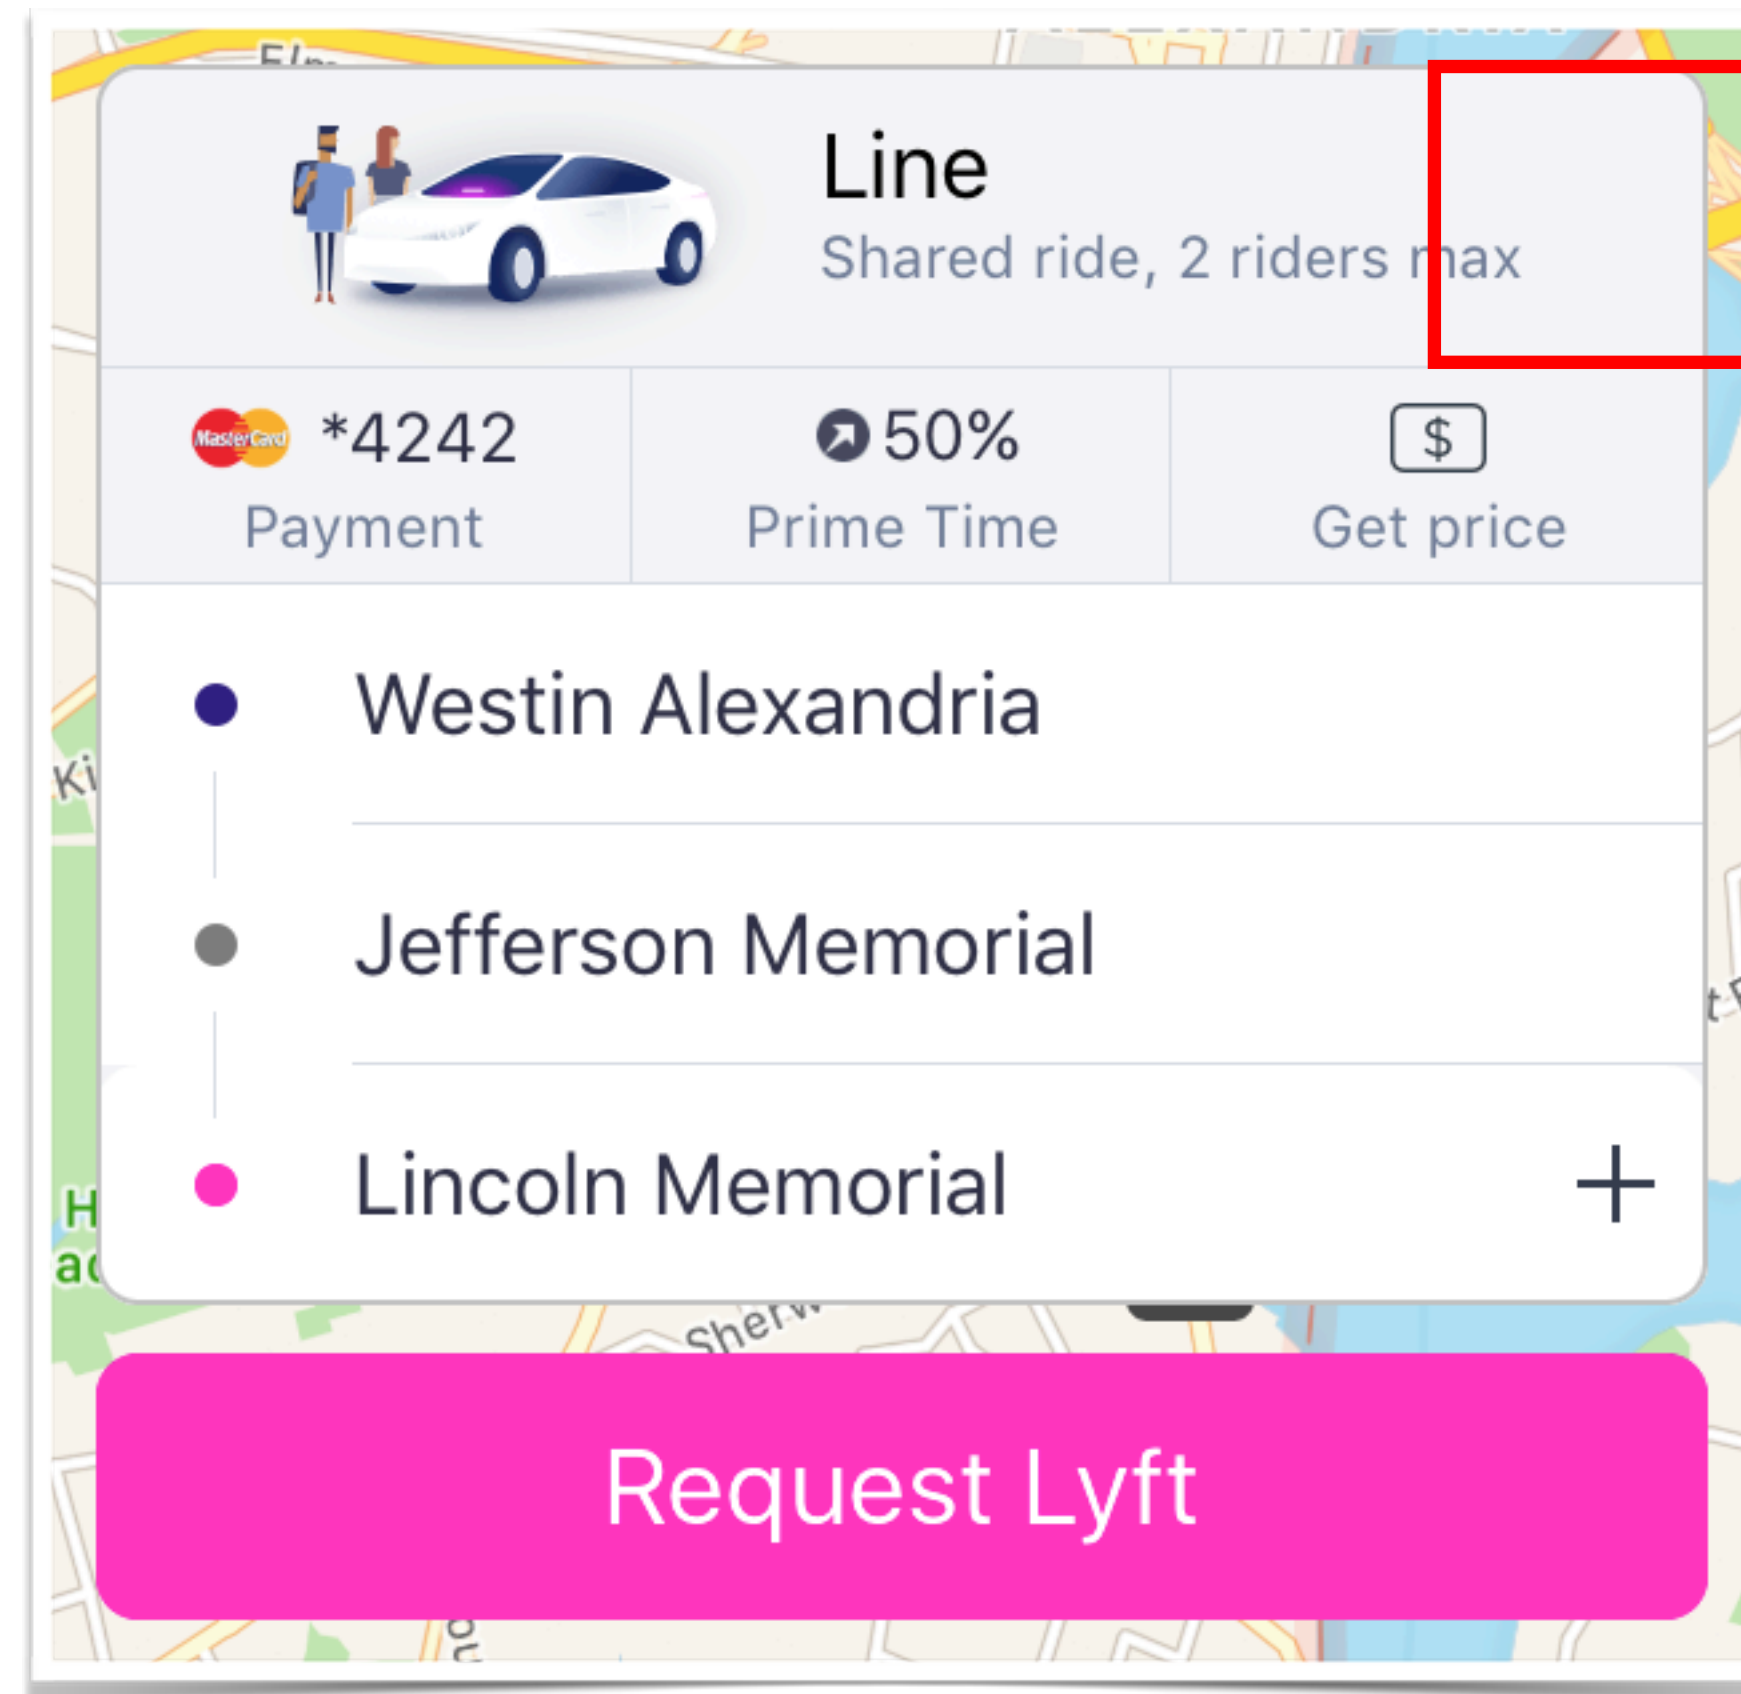 Line
Shared ride, 2 riders max
MasterCard *4242
50%
Payment
Prime Time
$
Get price
Westin Alexandria
Jefferson Memorial
Lincoln Memorial
Request Lyft